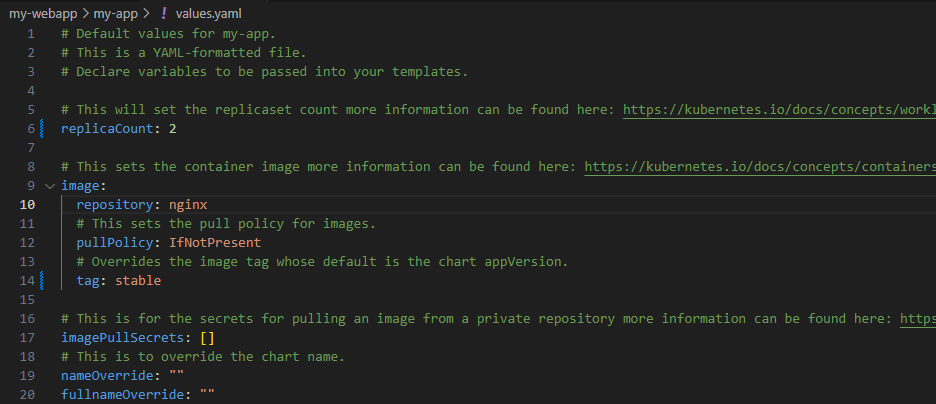 my-webapp > my-app > ! values.yaml
1 # Default values for my-app.
2 # This is a YAML-formatted file.
3 # Declare variables to be passed into your templates.
4
5 # This will set the replicaset count more information can be found here: https://kubernetes.io/docs/concepts/workl
6 replicaCount: 2
7
8 # This sets the container image more information can be found here: https://kubernetes.io/docs/concepts/containers
9 image:
10 repository: nginx
11 # This sets the pull policy for images.
12 pullPolicy: IfNotPresent
13 # Overrides the image tag whose default is the chart appVersion.
14 tag: stable
15
16 # This is for the secrets for pulling an image from a private repository more information can be found here: https
17 imagePullSecrets: []
18 # This is to override the chart name.
19 nameOverride: ""
20 fullnameOverride: ""